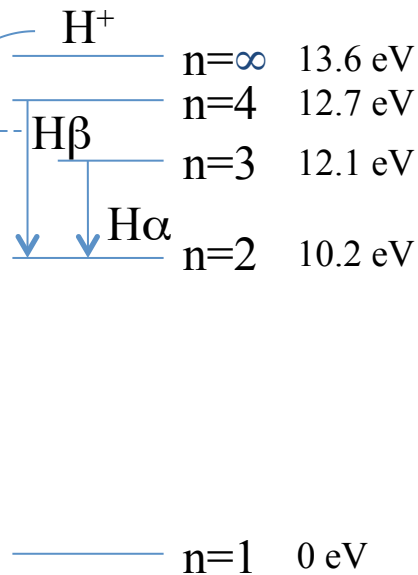 H⁺
n=∞ 13.6 eV
n=4 12.7 eV
Hβ
n=3 12.1 eV
Hα
n=2 10.2 eV
n=1 0 eV